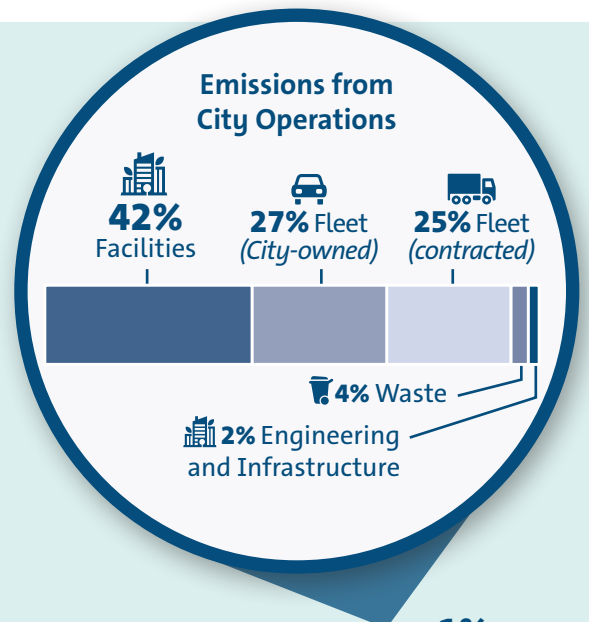 Emissions from
City Operations
42%
Facilities
27% Fleet
(City-owned)
25% Fleet
(contracted)
4% Waste
2% Engineering
and Infrastructure